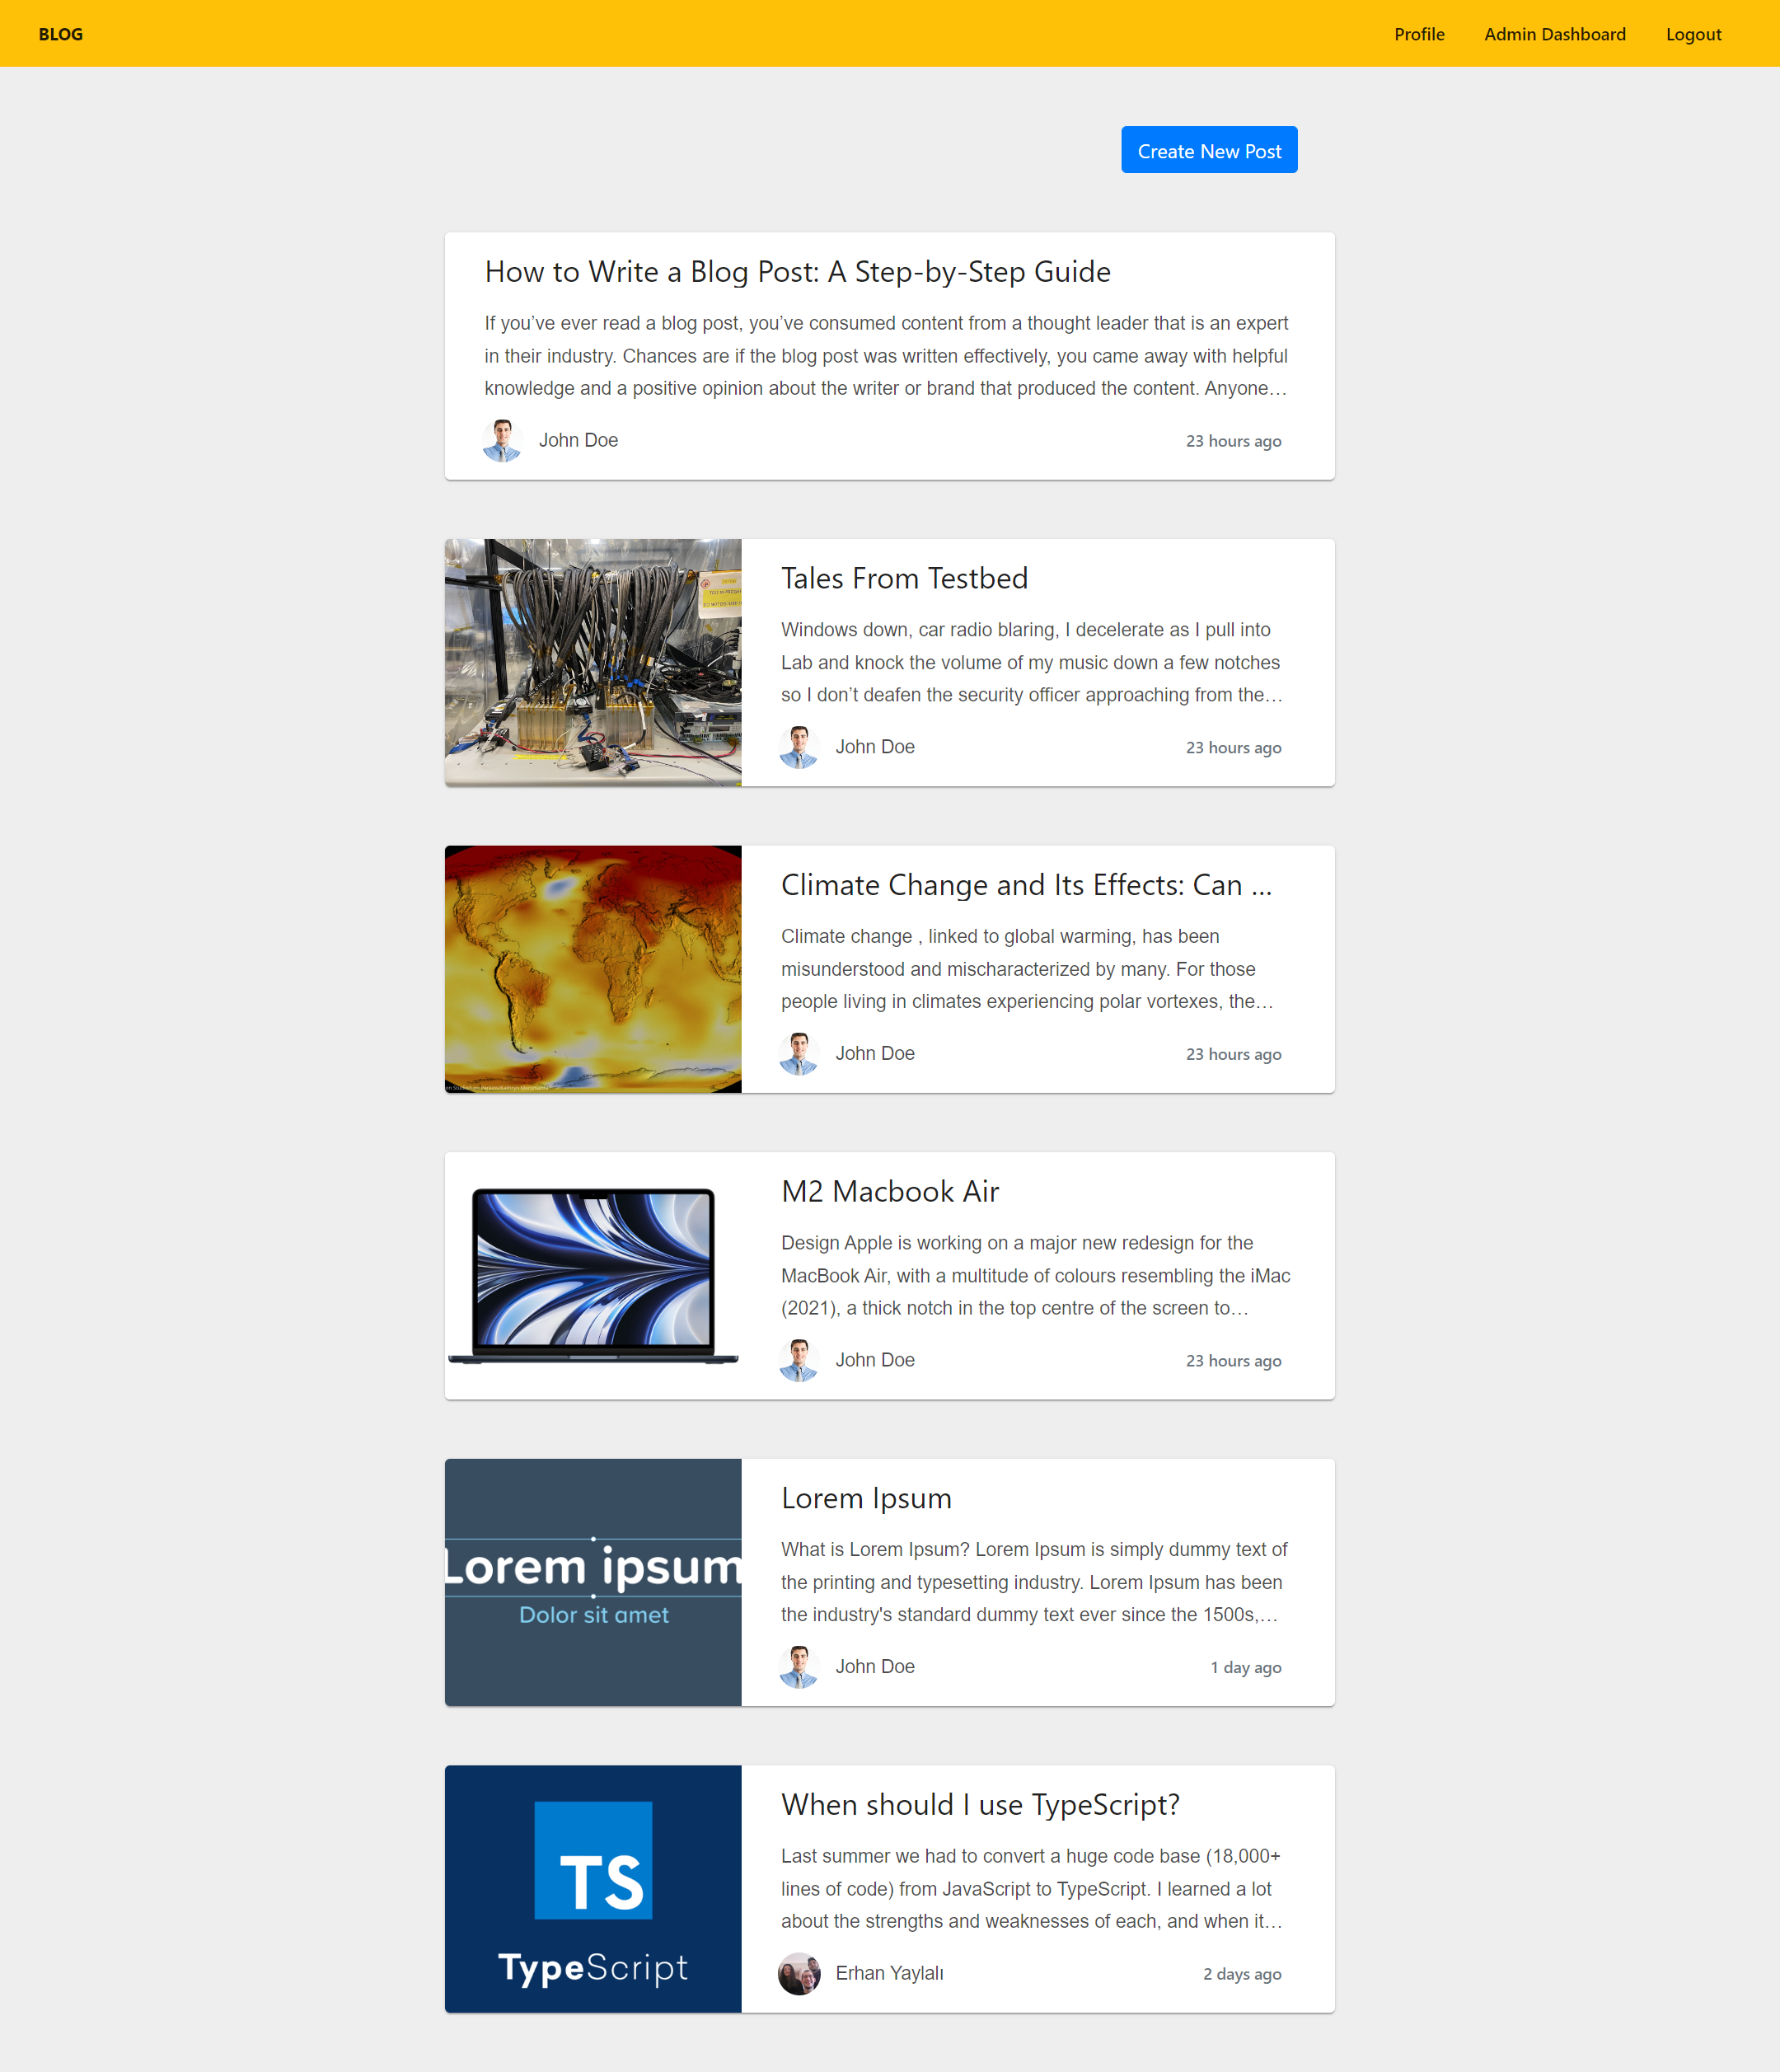 BLOG
Profile
Admin Dashboard
Logout
Create New Post
How to Write a Blog Post: A Step-by-Step Guide
If you’ve ever read a blog post, you’ve consumed content from a thought leader that is an expert
in their industry. Chances are if the blog post was written effectively, you came away with helpful
knowledge and a positive opinion about the writer or brand that produced the content. Anyone…
John Doe
23 hours ago
Tales From Testbed
Windows down, car radio blaring, I decelerate as I pull into
Lab and knock the volume of my music down a few notches
so I don’t deafen the security officer approaching from the…
John Doe
23 hours ago
Climate Change and Its Effects: Can ...
Climate change , linked to global warming, has been
misunderstood and mischaracterized by many. For those
people living in climates experiencing polar vortexes, the…
John Doe
23 hours ago
M2 Macbook Air
Design Apple is working on a major new redesign for the
MacBook Air, with a multitude of colours resembling the iMac
(2021), a thick notch in the top centre of the screen to…
John Doe
23 hours ago
Lorem ipsum
Dolor sit amet
Lorem Ipsum
What is Lorem Ipsum? Lorem Ipsum is simply dummy text of
the printing and typesetting industry. Lorem Ipsum has been
the industry's standard dummy text ever since the 1500s,…
John Doe
1 day ago
TS
TypeScript
When should I use TypeScript?
Last summer we had to convert a huge code base (18,000+
lines of code) from JavaScript to TypeScript. I learned a lot
about the strengths and weaknesses of each, and when it…
Erhan Yaylalı
2 days ago